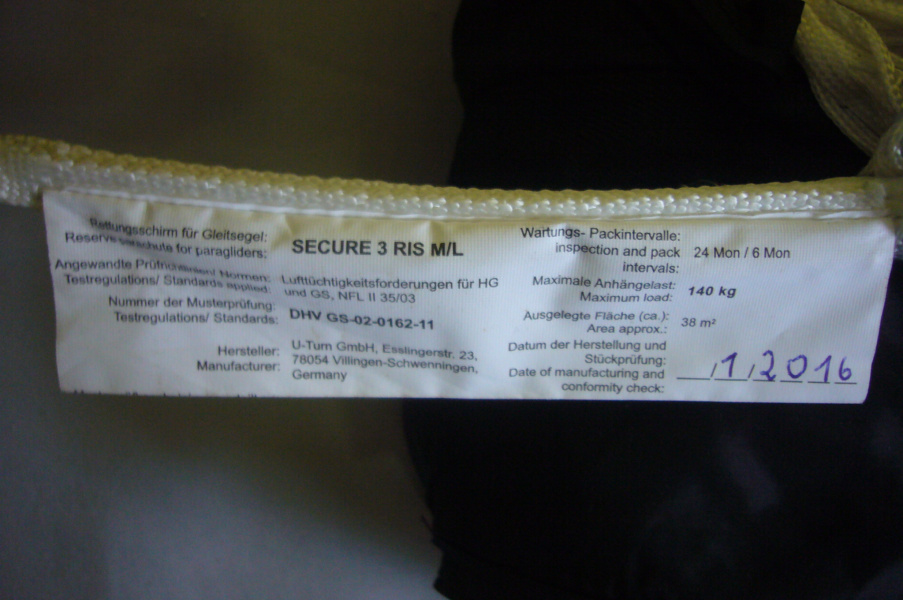 Rettungsschirm für Gleitsegel:
Reserve parachute for paragliders:
SECURE 3 RIS M/L
Angewandte Prüfrichtlinien/ Normen:
Testregulations/ Standards applied:
Lufttüchtigkeitsforderungen für HG
und GS, NFL II 35/03
Nummer der Musterprüfung:
Testregulations/ Standards:
DHV GS-02-0162-11
Hersteller:
Manufacturer:
U-Turn GmbH, Esslingerstr. 23,
78054 Villingen-Schwenningen,
Germany
Wartungs- Packintervalle:
inspection and pack
intervals:
24 Mon / 6 Mon
Maximale Anhängelast:
Maximum load:
140 kg
Ausgelegte Fläche (ca.):
Area approx.:
38 m²
Datum der Herstellung und
Stückprüfung:
Date of manufacturing and
conformity check:
__/1/2016